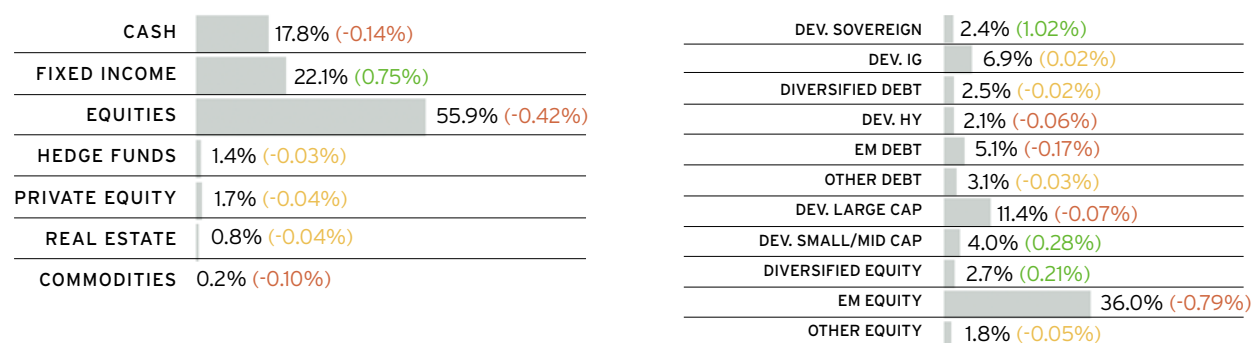 CASH 17.8% (-0.14%)
FIXED INCOME 22.1% (0.75%)
EQUITIES 55.9% (-0.42%)
HEDGE FUNDS 1.4% (-0.03%)
PRIVATE EQUITY 1.7% (-0.04%)
REAL ESTATE 0.8% (-0.04%)
COMMODITIES 0.2% (-0.10%)
DEV. SOVEREIGN 2.4% (1.02%)
DEV. IG 6.9% (0.02%)
DIVERSIFIED DEBT 2.5% (-0.02%)
DEV. HY 2.1% (-0.06%)
EM DEBT 5.1% (-0.17%)
OTHER DEBT 3.1% (-0.03%)
DEV. LARGE CAP 11.4% (-0.07%)
DEV. SMALL/MID CAP 4.0% (0.28%)
DIVERSIFIED EQUITY 2.7% (0.21%)
EM EQUITY 36.0% (-0.79%)
OTHER EQUITY 1.8% (-0.05%)